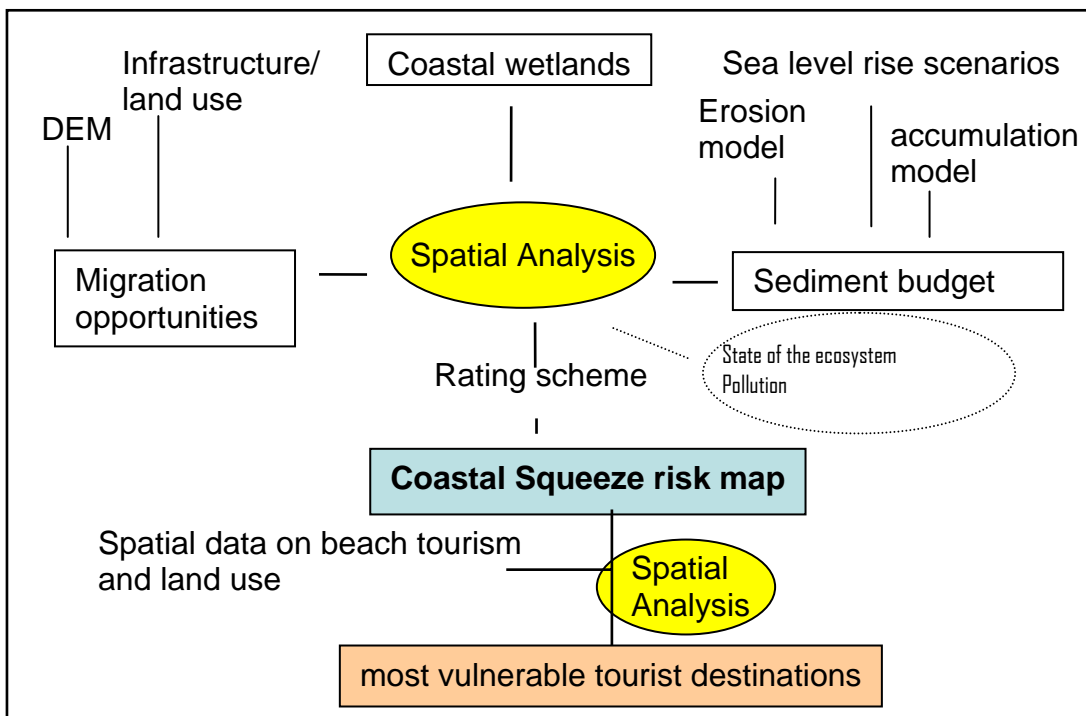 Infrastructure/
land use
DEM
Coastal wetlands
Sea level rise scenarios
Erosion
model
accumulation
model
Spatial Analysis
Migration
opportunities
Sediment budget
State of the ecosystem
Pollution
Rating scheme
Coastal Squeeze risk map
Spatial data on beach tourism
and land use
Spatial
Analysis
most vulnerable tourist destinations